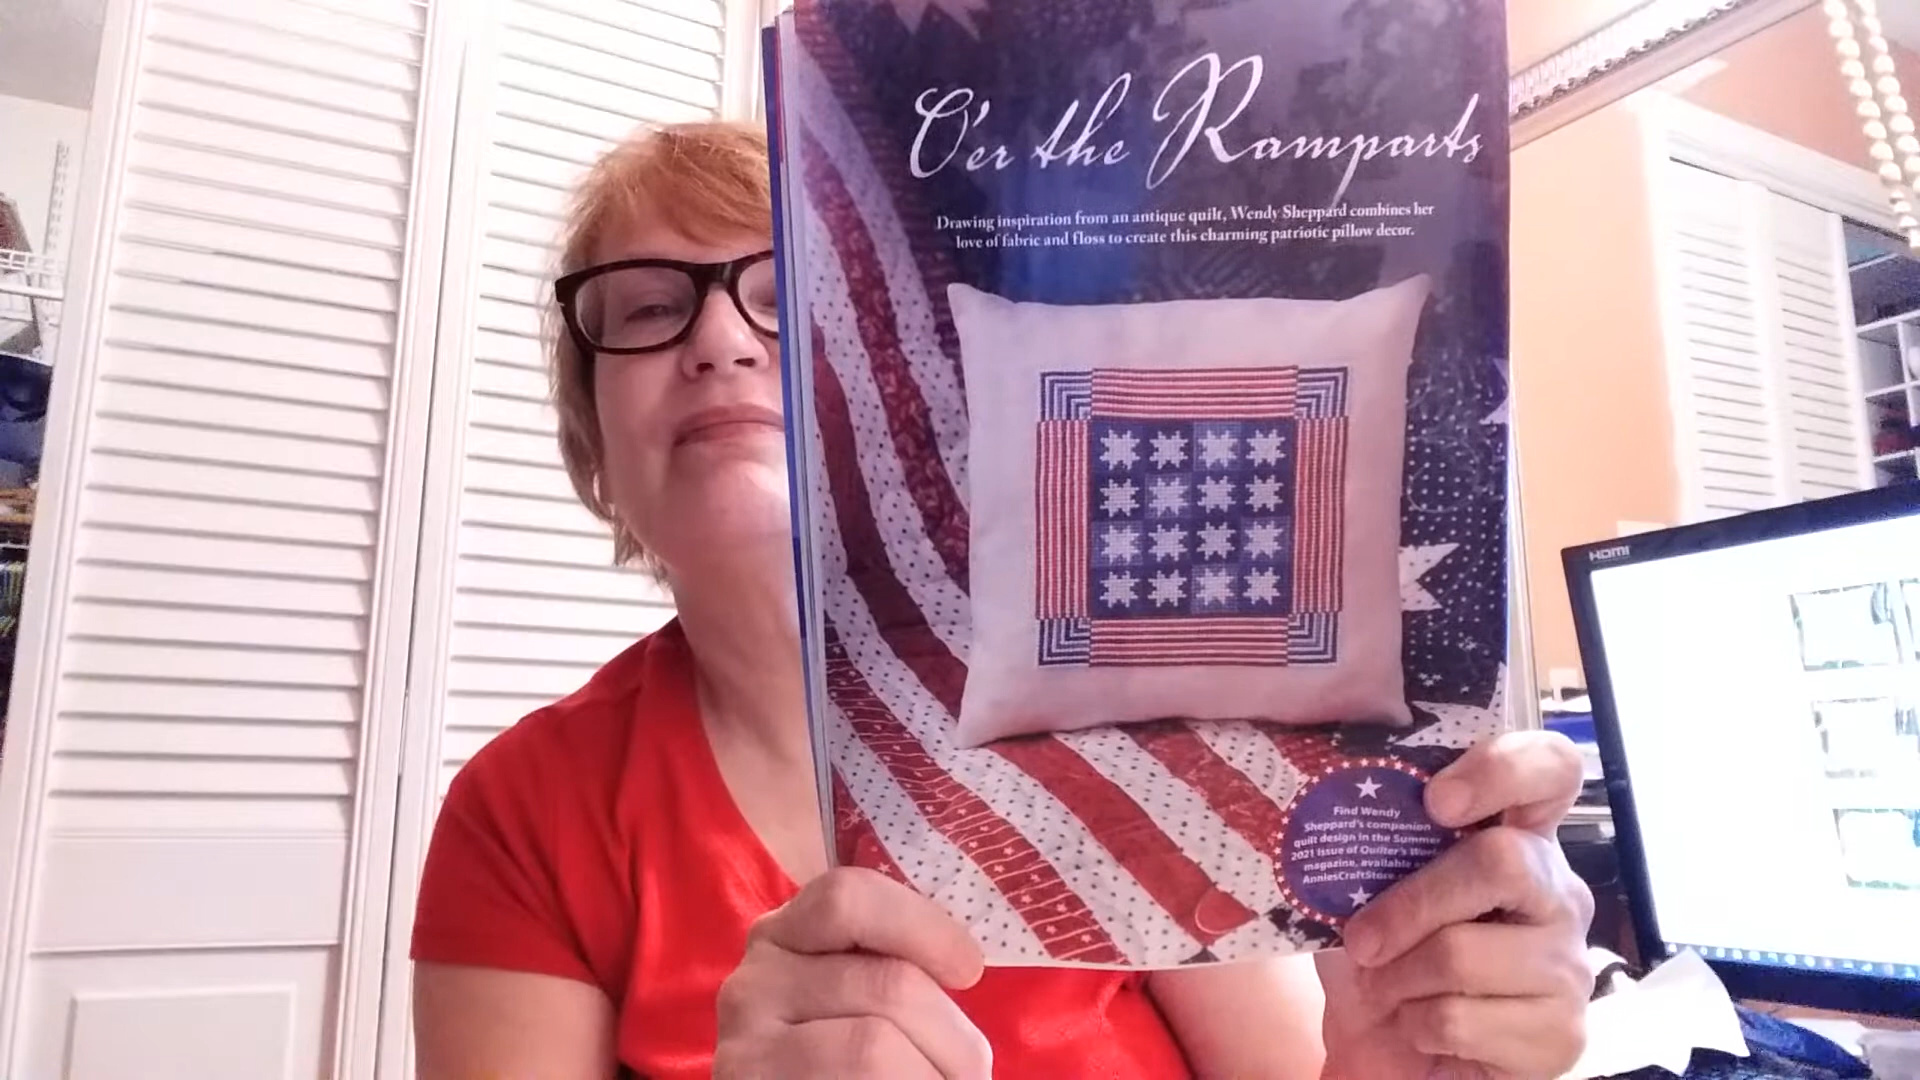 O'er the Ramparts
Drawing inspiration from an antique quilt, Wendy Sheppard combines her
love of fabric and floss to create this charming patriotic pillow decor.
HDMI
Find Wendy
Sheppard's companion
quilt design in the Summer
2021 issue of Quilter's
magazine, available